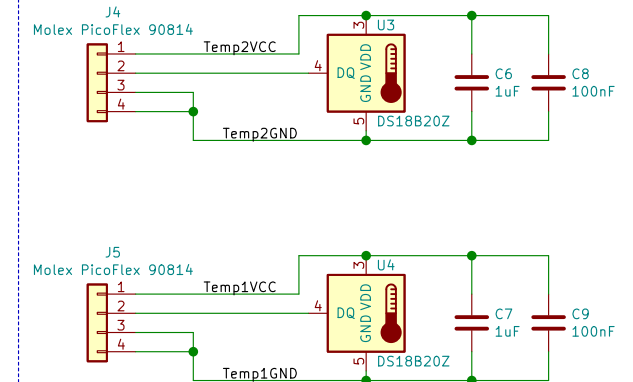 J4
Molex PicoFlex 90814
1
2
3
4
Temp2VCC
Temp2GND
3
U3
4
DQ
GND VDD
5
DS18B20Z
C6
1uF
C8
100nF
J5
Molex PicoFlex 90814
1
2
3
4
Temp1VCC
Temp1GND
3
U4
4
DQ
GND VDD
5
DS18B20Z
C7
1uF
C9
100nF